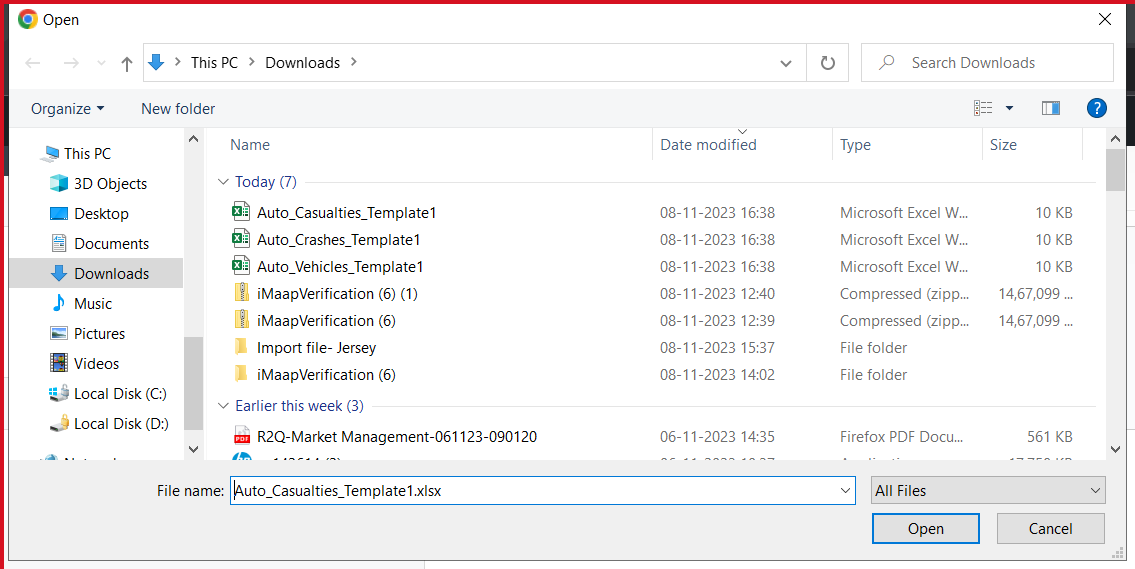 Open
This PC > Downloads >
Search Downloads
Organize
New folder
?
This PC
3D Objects
Desktop
Documents
Downloads
Music
Pictures
Videos
Local Disk (C:)
Local Disk (D:)
Name Date modified Type Size
Today (7)
Auto_Casualties_Template1 08-11-2023 16:38 Microsoft Excel W... 10 KB
Auto_Crashes_Template1 08-11-2023 16:38 Microsoft Excel W... 10 KB
Auto_Vehicles_Template1 08-11-2023 16:38 Microsoft Excel W... 10 KB
iMaapVerification (6) (1) 08-11-2023 12:40 Compressed (zipp... 14,67,099 ...
iMaapVerification (6) 08-11-2023 12:39 Compressed (zipp... 14,67,099 ...
Import file- Jersey 08-11-2023 15:37 File folder
iMaapVerification (6) 08-11-2023 14:02 File folder
Earlier this week (3)
PDF R2Q-Market Management-061123-090120 06-11-2023 14:35 Firefox PDF Docu... 561 KB
File name: Auto_Casualties_Template1.xlsx
All Files
Open
Cancel